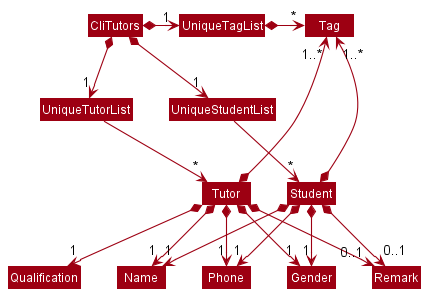 CliTutors 1 UniqueTagList * Tag
1 1 1..* 1..*
UniqueTutorList UniqueStudentList
* *
Tutor Student
1 1 1 1 1 1 1 0..1 0..1
Qualification Name Phone Gender Remark